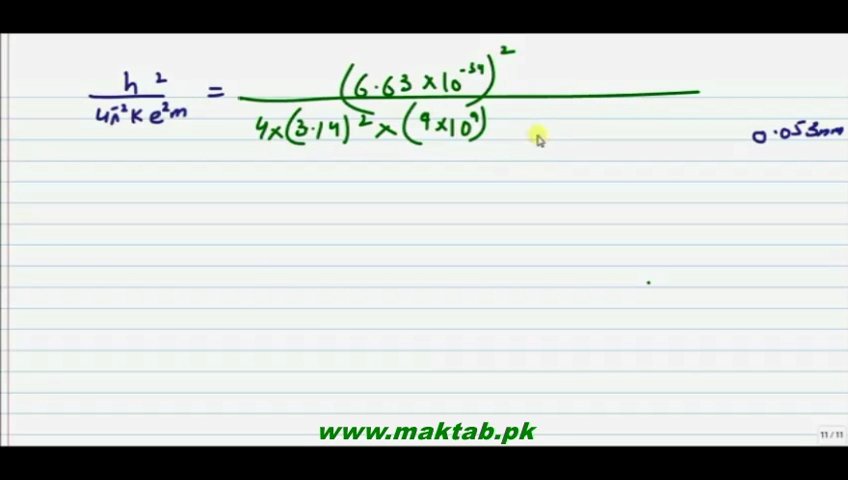 h² / 4π²Ke²m = (6.63×10⁻³⁴)² / 4×(3.14)²×(9×10⁹)
0.053nm
www.maktab.pk
11/11